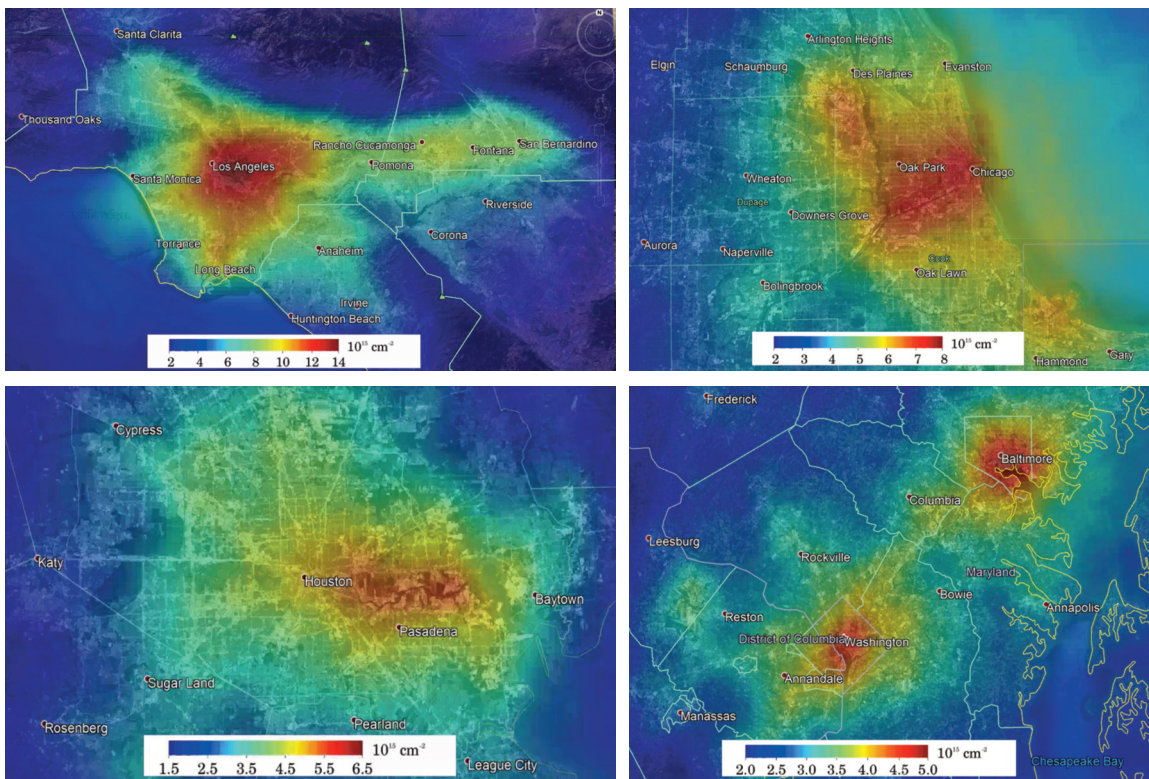 N
Santa Clarita
Thousand Oaks
Rancho Cucamonga
San Bernardino
Fontana
Los Angeles
Pomona
Santa Monica
Riverside
Corona
Torrance
Anaheim
Long Beach
Irvine
Huntington Beach
10¹⁵ cm⁻²
2 4 6 8 10 12 14
Arlington Heights
Elgin
Schaumburg
Des Plaines
Evanston
Oak Park
Chicago
Wheaton
Dupage
Downers Grove
Aurora
Naperville
Cook
Oak Lawn
Bolingbrook
10¹⁵ cm⁻²
2 3 4 5 6 7 8
Hammond
Gary
Cypress
Katy
Houston
Baytown
Pasadena
Sugar Land
Rosenberg
Pearland
10¹⁵ cm⁻²
1.5 2.5 3.5 4.5 5.5 6.5
League City
Frederick
Baltimore
Columbia
Leesburg
Rockville
Maryland
Bowie
Annapolis
Reston
District of Columbia
Washington
Annandale
Manassas
10¹⁵ cm⁻²
2.0 2.5 3.0 3.5 4.0 4.5 5.0
Chesapeake Bay